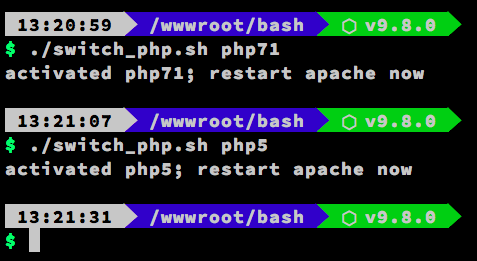 13:20:59 /wwwroot/bash ⬡ v9.8.0
$ ./switch_php.sh php71
activated php71; restart apache now
13:21:07 /wwwroot/bash ⬡ v9.8.0
$ ./switch_php.sh php5
activated php5; restart apache now
13:21:31 /wwwroot/bash ⬡ v9.8.0
$